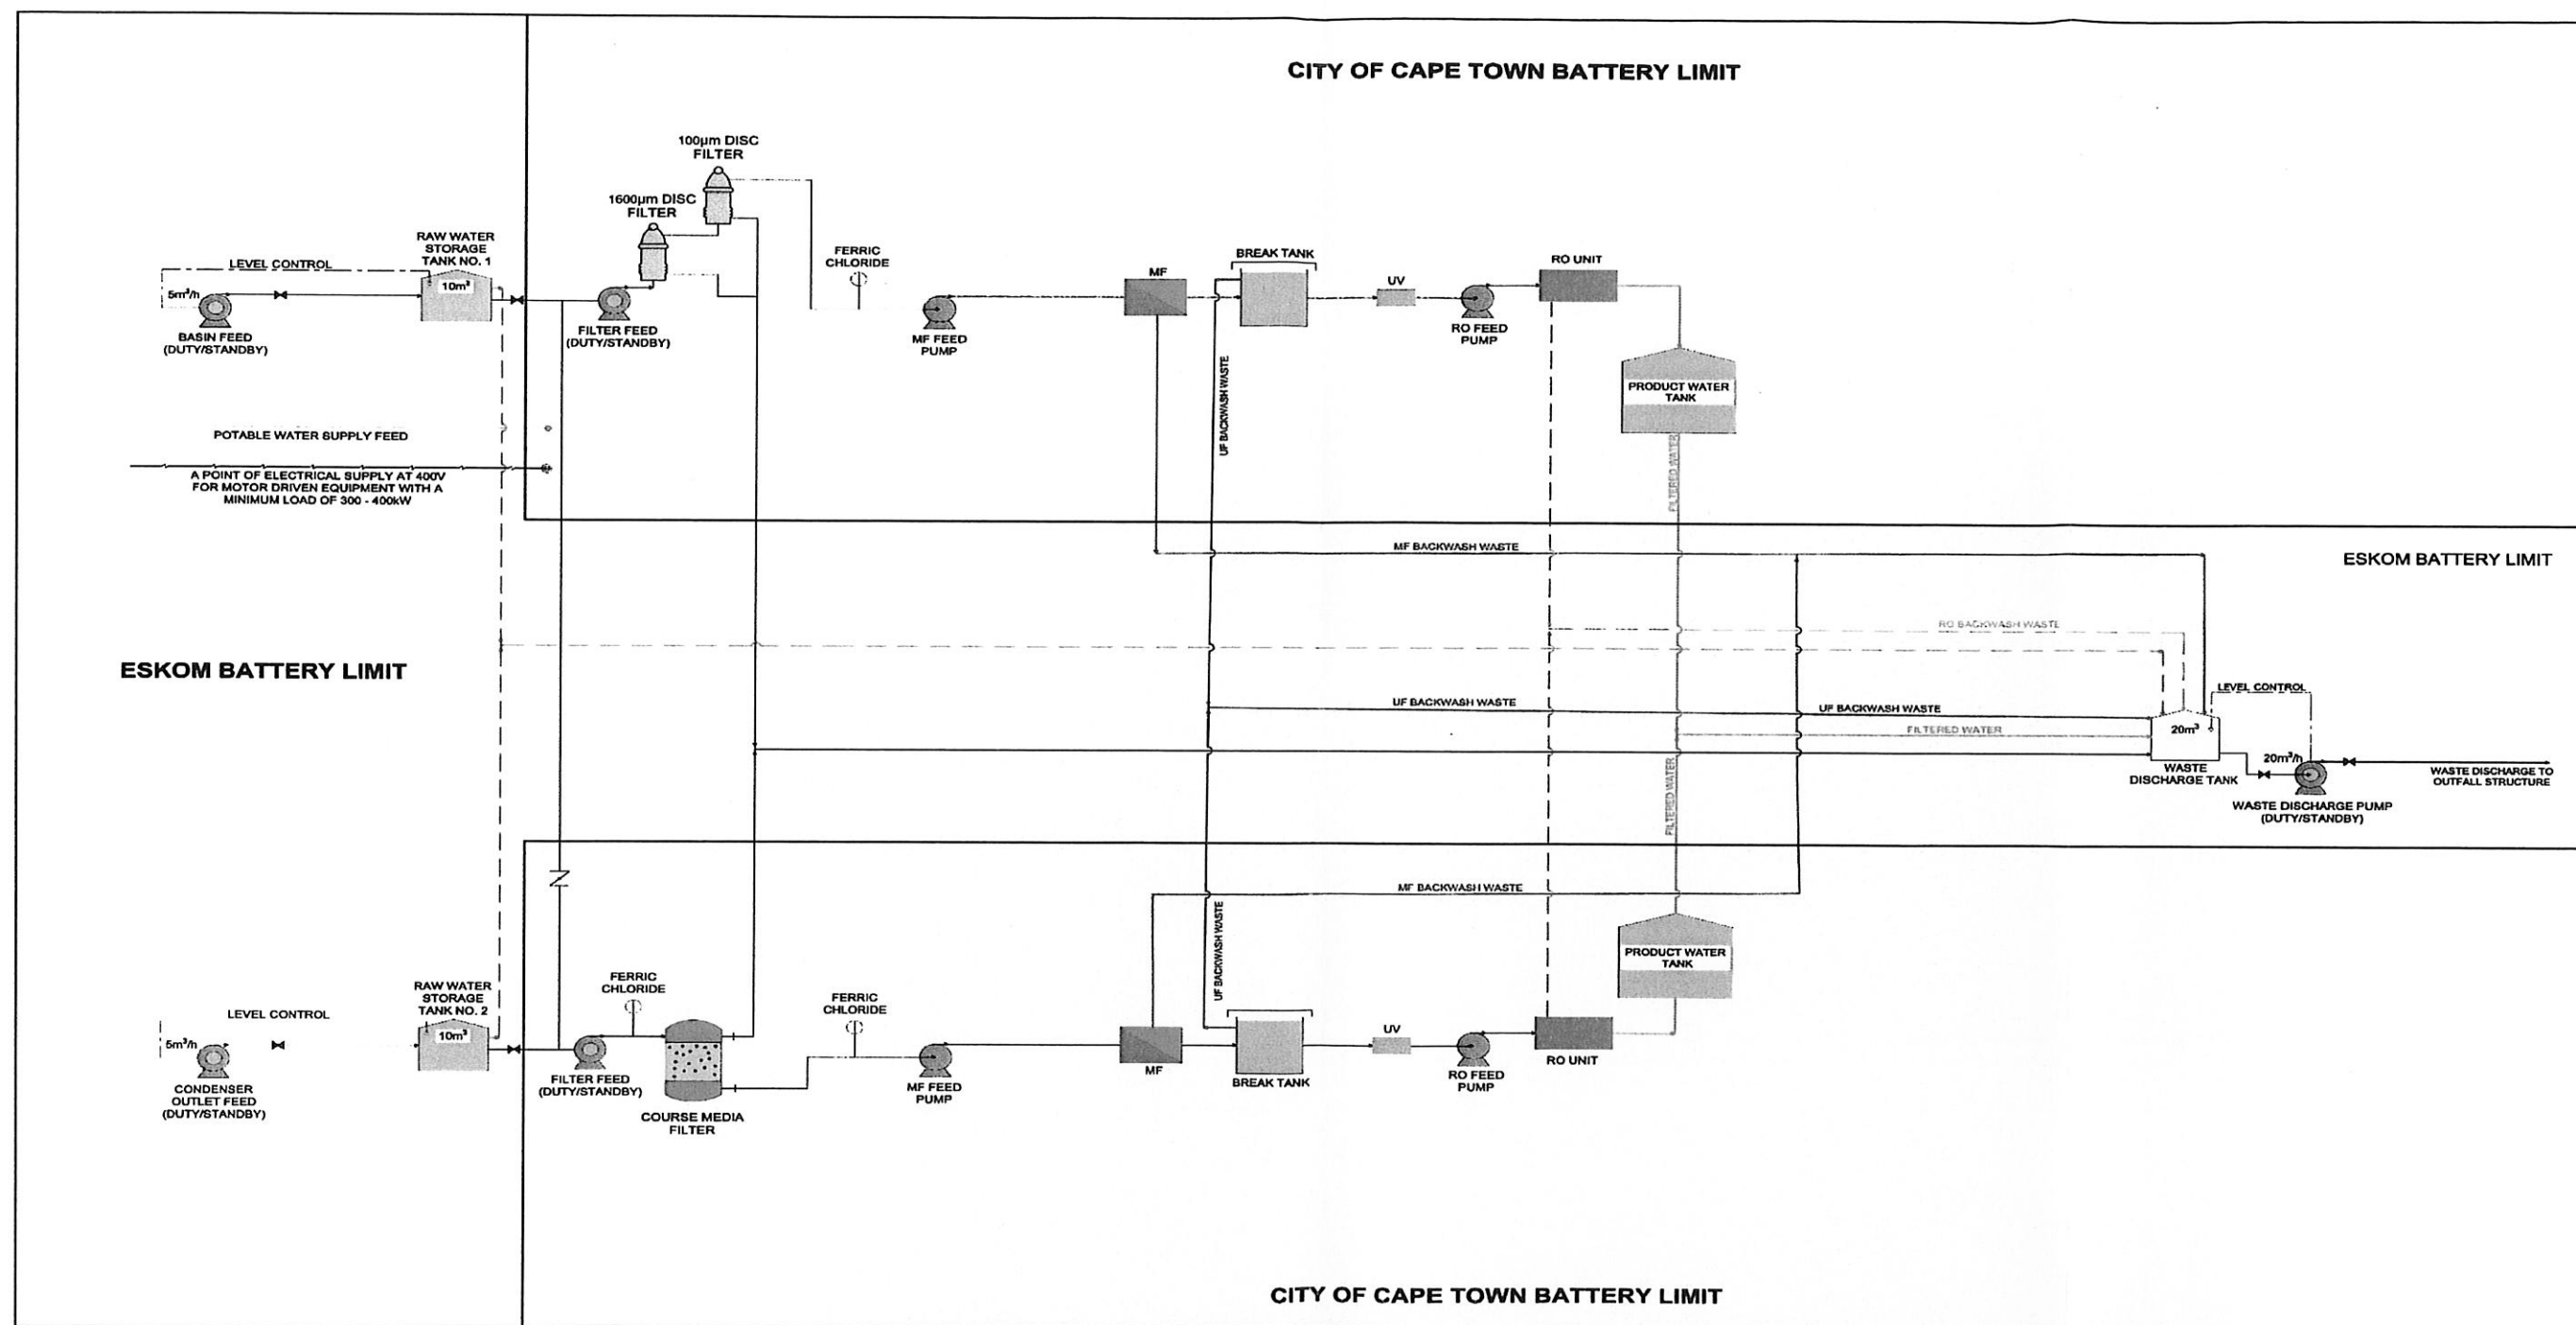 CITY OF CAPE TOWN BATTERY LIMIT
100µm DISC
FILTER
1600µm DISC
FILTER
RAW WATER
STORAGE
TANK NO. 1
10m³
LEVEL CONTROL
5m³/h
BASIN FEED
(DUTY/STANDBY)
FILTER FEED
(DUTY/STANDBY)
FERRIC
CHLORIDE
MF FEED
PUMP
MF
BREAK TANK
UV
RO FEED
PUMP
RO UNIT
PRODUCT WATER
TANK
UF BACKWASH WASTE
FILTERED WATER
POTABLE WATER SUPPLY FEED
A POINT OF ELECTRICAL SUPPLY AT 400V
FOR MOTOR DRIVEN EQUIPMENT WITH A
MINIMUM LOAD OF 300 - 400kW
MF BACKWASH WASTE
ESKOM BATTERY LIMIT
RO BACKWASH WASTE
ESKOM BATTERY LIMIT
UF BACKWASH WASTE
UF BACKWASH WASTE
FILTERED WATER
LEVEL CONTROL
20m³
WASTE
DISCHARGE TANK
20m³/h
WASTE DISCHARGE PUMP
(DUTY/STANDBY)
WASTE DISCHARGE TO
OUTFALL STRUCTURE
FILTERED WATER
MF BACKWASH WASTE
UF BACKWASH WASTE
RAW WATER
STORAGE
TANK NO. 2
10m³
LEVEL CONTROL
5m³/h
CONDENSER
OUTLET FEED
(DUTY/STANDBY)
FERRIC
CHLORIDE
FILTER FEED
(DUTY/STANDBY)
COURSE MEDIA
FILTER
FERRIC
CHLORIDE
MF FEED
PUMP
MF
BREAK TANK
UV
RO FEED
PUMP
RO UNIT
PRODUCT WATER
TANK
CITY OF CAPE TOWN BATTERY LIMIT